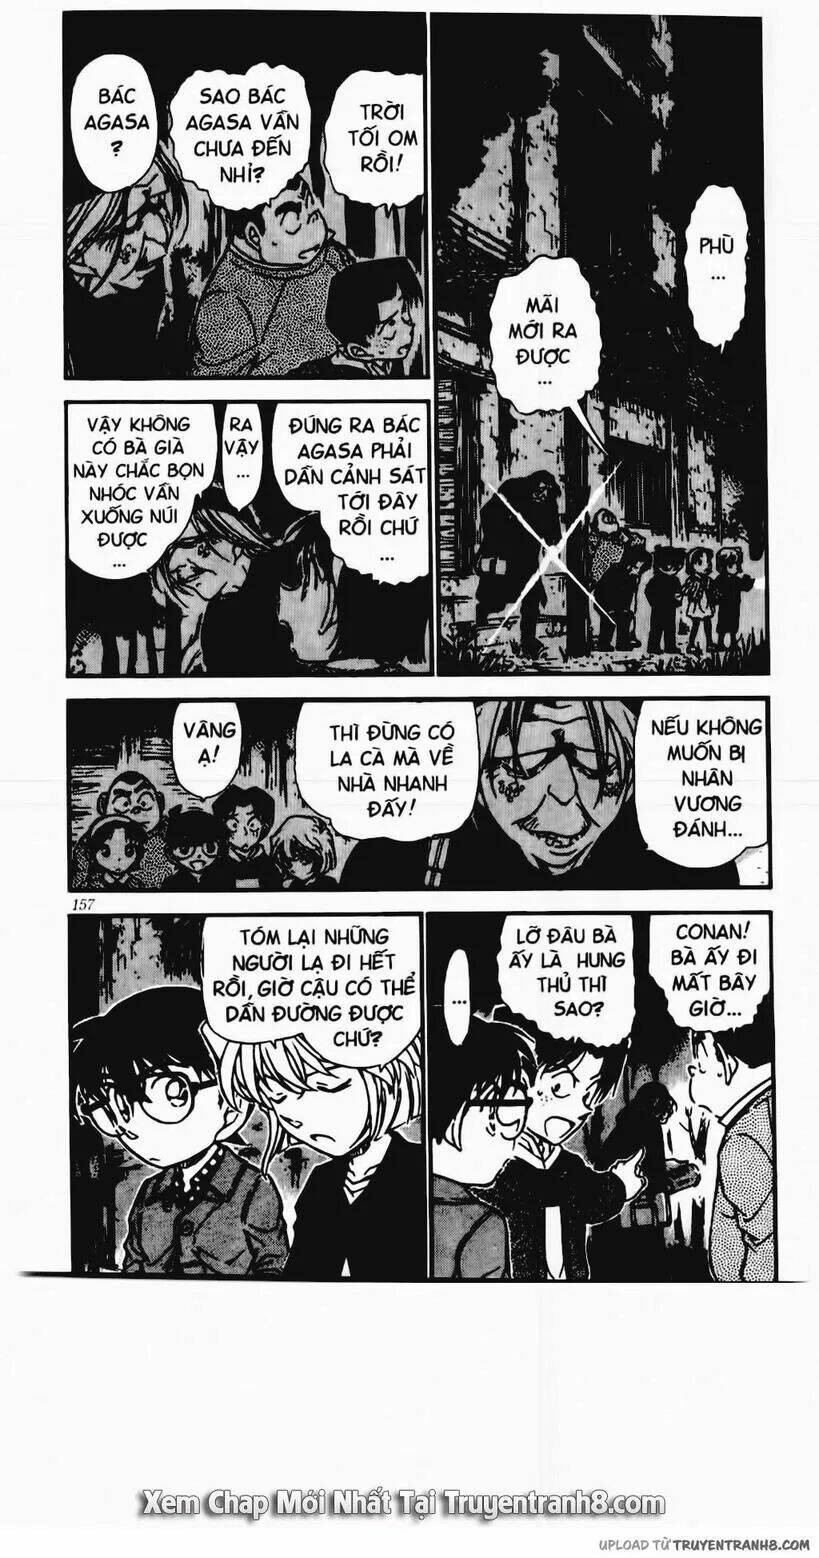 PHÙ
...
MÃI
MỚI RA
ĐƯỢC
...
TRỜI
TỐI OM
RỒI!
SAO BÁC
AGASA VẪN
CHƯA ĐẾN
NHỈ?
BÁC
AGASA
?
ĐÚNG RA BÁC
AGASA PHẢI
DẪN CẢNH SÁT
TỚI ĐÂY
RỒI CHỨ
...
RA
VẬY
...
VẬY KHÔNG
CÓ BÀ GIÀ
NÀY CHẮC BỌN
NHÓC VẪN
XUỐNG NÚI
ĐƯỢC
...
NẾU KHÔNG
MUỐN BỊ
NHÂN
VƯƠNG
ĐÁNH...
THÌ ĐỪNG CÓ
LA CÀ MÀ VỀ
NHÀ NHANH
ĐẤY!
VÂNG
Ạ!
157
CONAN!
BÀ ẤY ĐI
MẤT BÂY
GIỜ...
LỠ ĐÂU BÀ
ẤY LÀ HUNG
THỦ THÌ
SAO?
...
TÓM LẠI NHỮNG
NGƯỜI LẠ ĐI HẾT
RỒI, GIỜ CẬU CÓ THỂ
DẪN ĐƯỜNG ĐƯỢC
CHỨ?
Xem Chap Mới Nhất Tại Truyentranh8.com
UPLOAD TỪ TRUYENTRANH8.COM